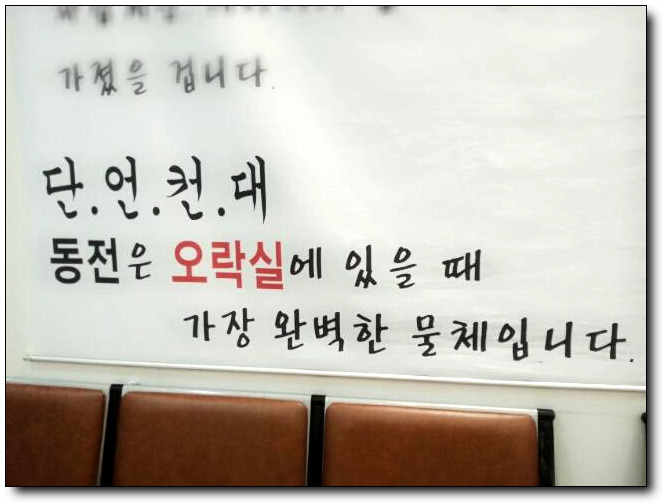 가졌을 겁니다.
단.언.컨.대
동전은 오락실에 있을 때
가장 완벽한 물체입니다.